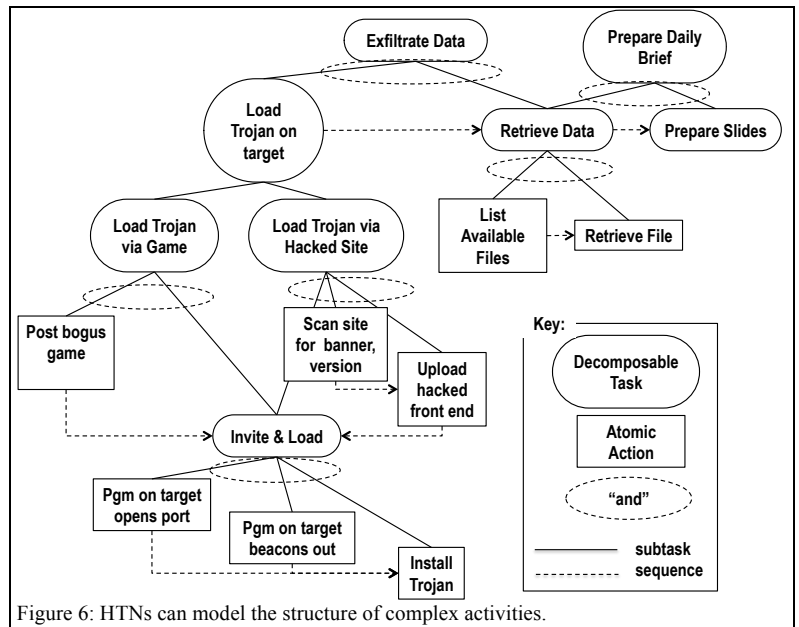 Exfiltrate Data
Prepare Daily
Brief
Load
Trojan on
target
Retrieve Data
Prepare Slides
Load Trojan
via Game
Load Trojan via
Hacked Site
List
Available
Files
Retrieve File
Post bogus
game
Scan site
for banner,
version
Upload
hacked
front end
Invite & Load
Pgm on target
opens port
Pgm on target
beacons out
Install
Trojan
Key:
Decomposable
Task
Atomic
Action
“and”
subtask
sequence
Figure 6: HTNs can model the structure of complex activities.